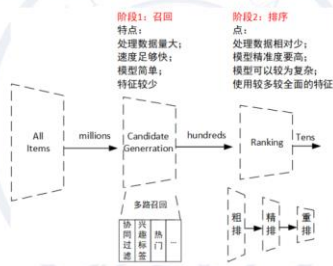 阶段1：召回
特点：
处理数据量大；
速度足够快；
模型简单；
特征较少
阶段2：排序
点：
处理数据相对少；
模型精准度要高；
模型可以较为复杂；
使用较多较全面的特征
All
Items
millions
Candidate
Generration
hundreds
Ranking
Tens
多路召回
协同过滤
兴趣标签
热门
...
粗排
精排
重排